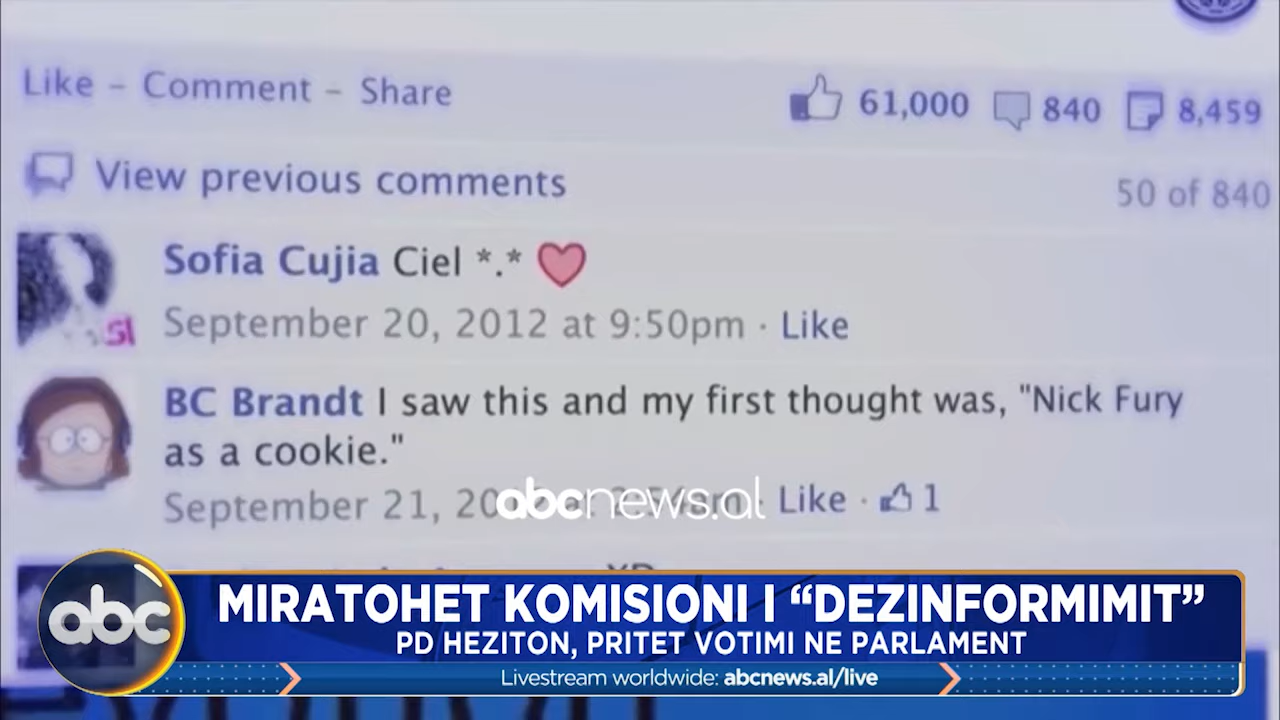 Like – Comment – Share
61,000 840 8,459
View previous comments
50 of 840
Sofia Cujia Ciel *.* ❤
September 20, 2012 at 9:50pm · Like
BC Brandt I saw this and my first thought was, "Nick Fury
as a cookie."
September 21, Like · 1
abcnews.al
abc
MIRATOHET KOMISIONI I “DEZINFORMIMIT”
PD HEZITON, PRITET VOTIMI NE PARLAMENT
Livestream worldwide: abcnews.al/live